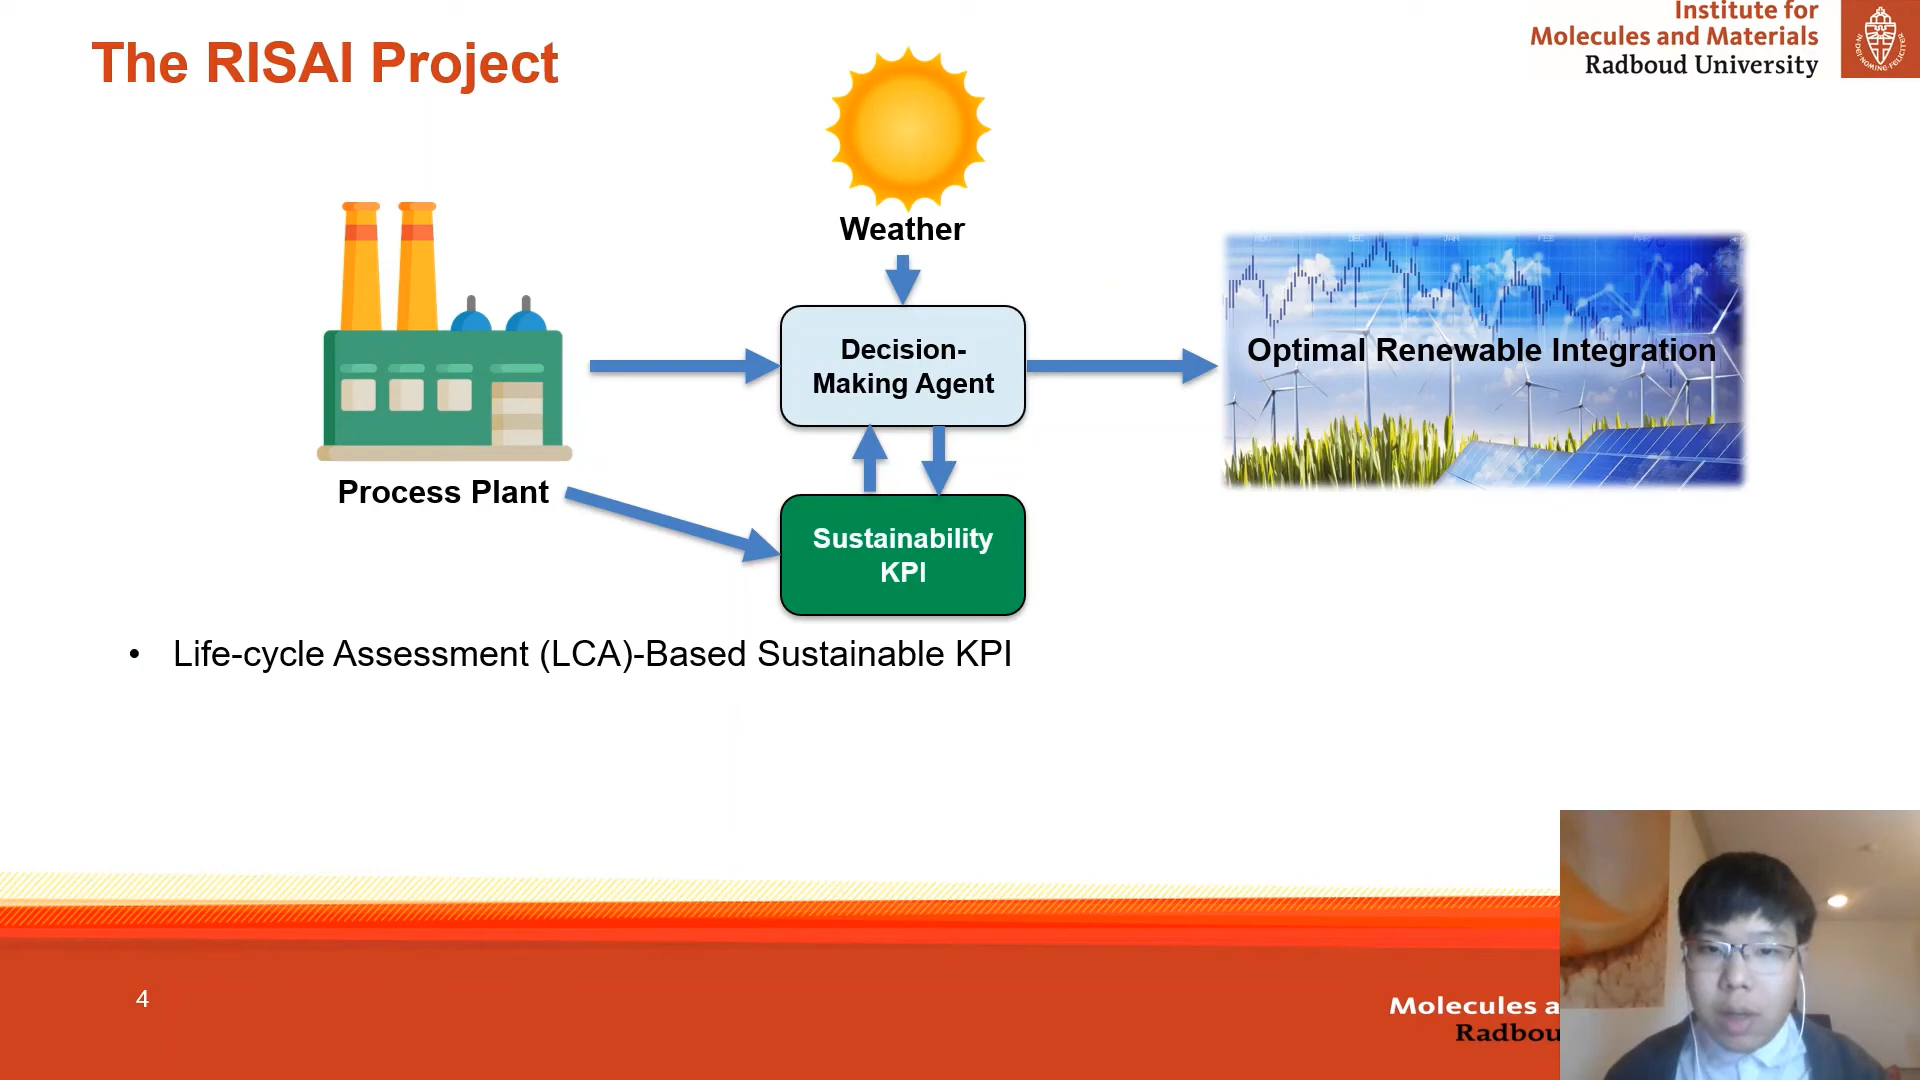 The RISAI Project
Institute for
Molecules and Materials
Radboud University
Weather
Decision-
Making Agent
Optimal Renewable Integration
Process Plant
Sustainability
KPI
• Life-cycle Assessment (LCA)-Based Sustainable KPI
4
Molecules a
Radbou